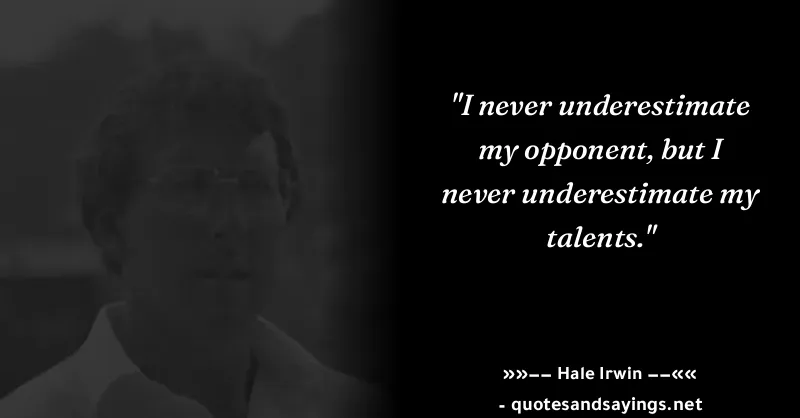 "I never underestimate
my opponent, but I
never underestimate my
talents."
»»−− Hale Irwin −−««
- quotesandsayings.net